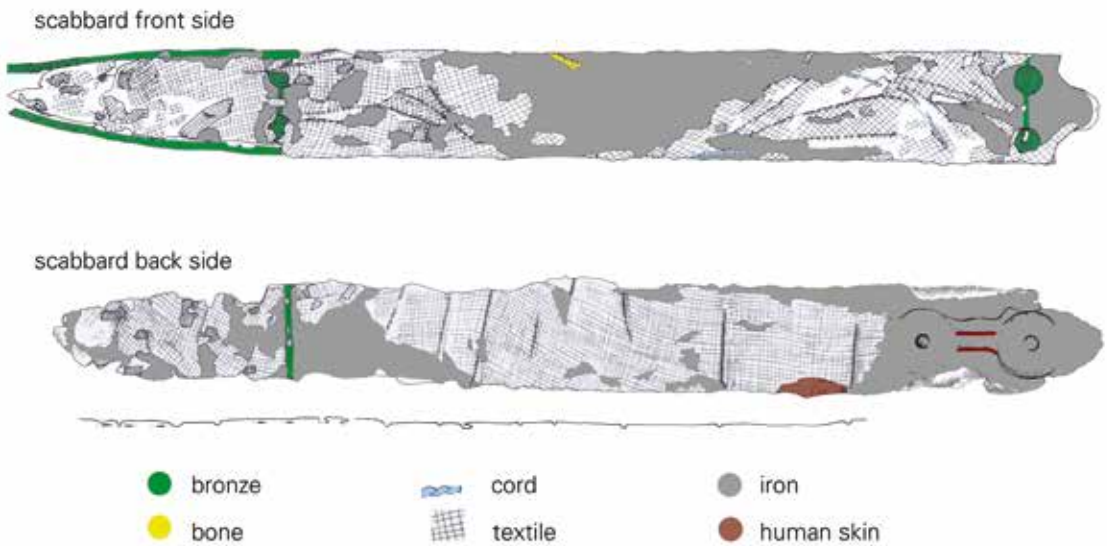 scabbard front side
scabbard back side
bronze
cord
iron
bone
textile
human skin